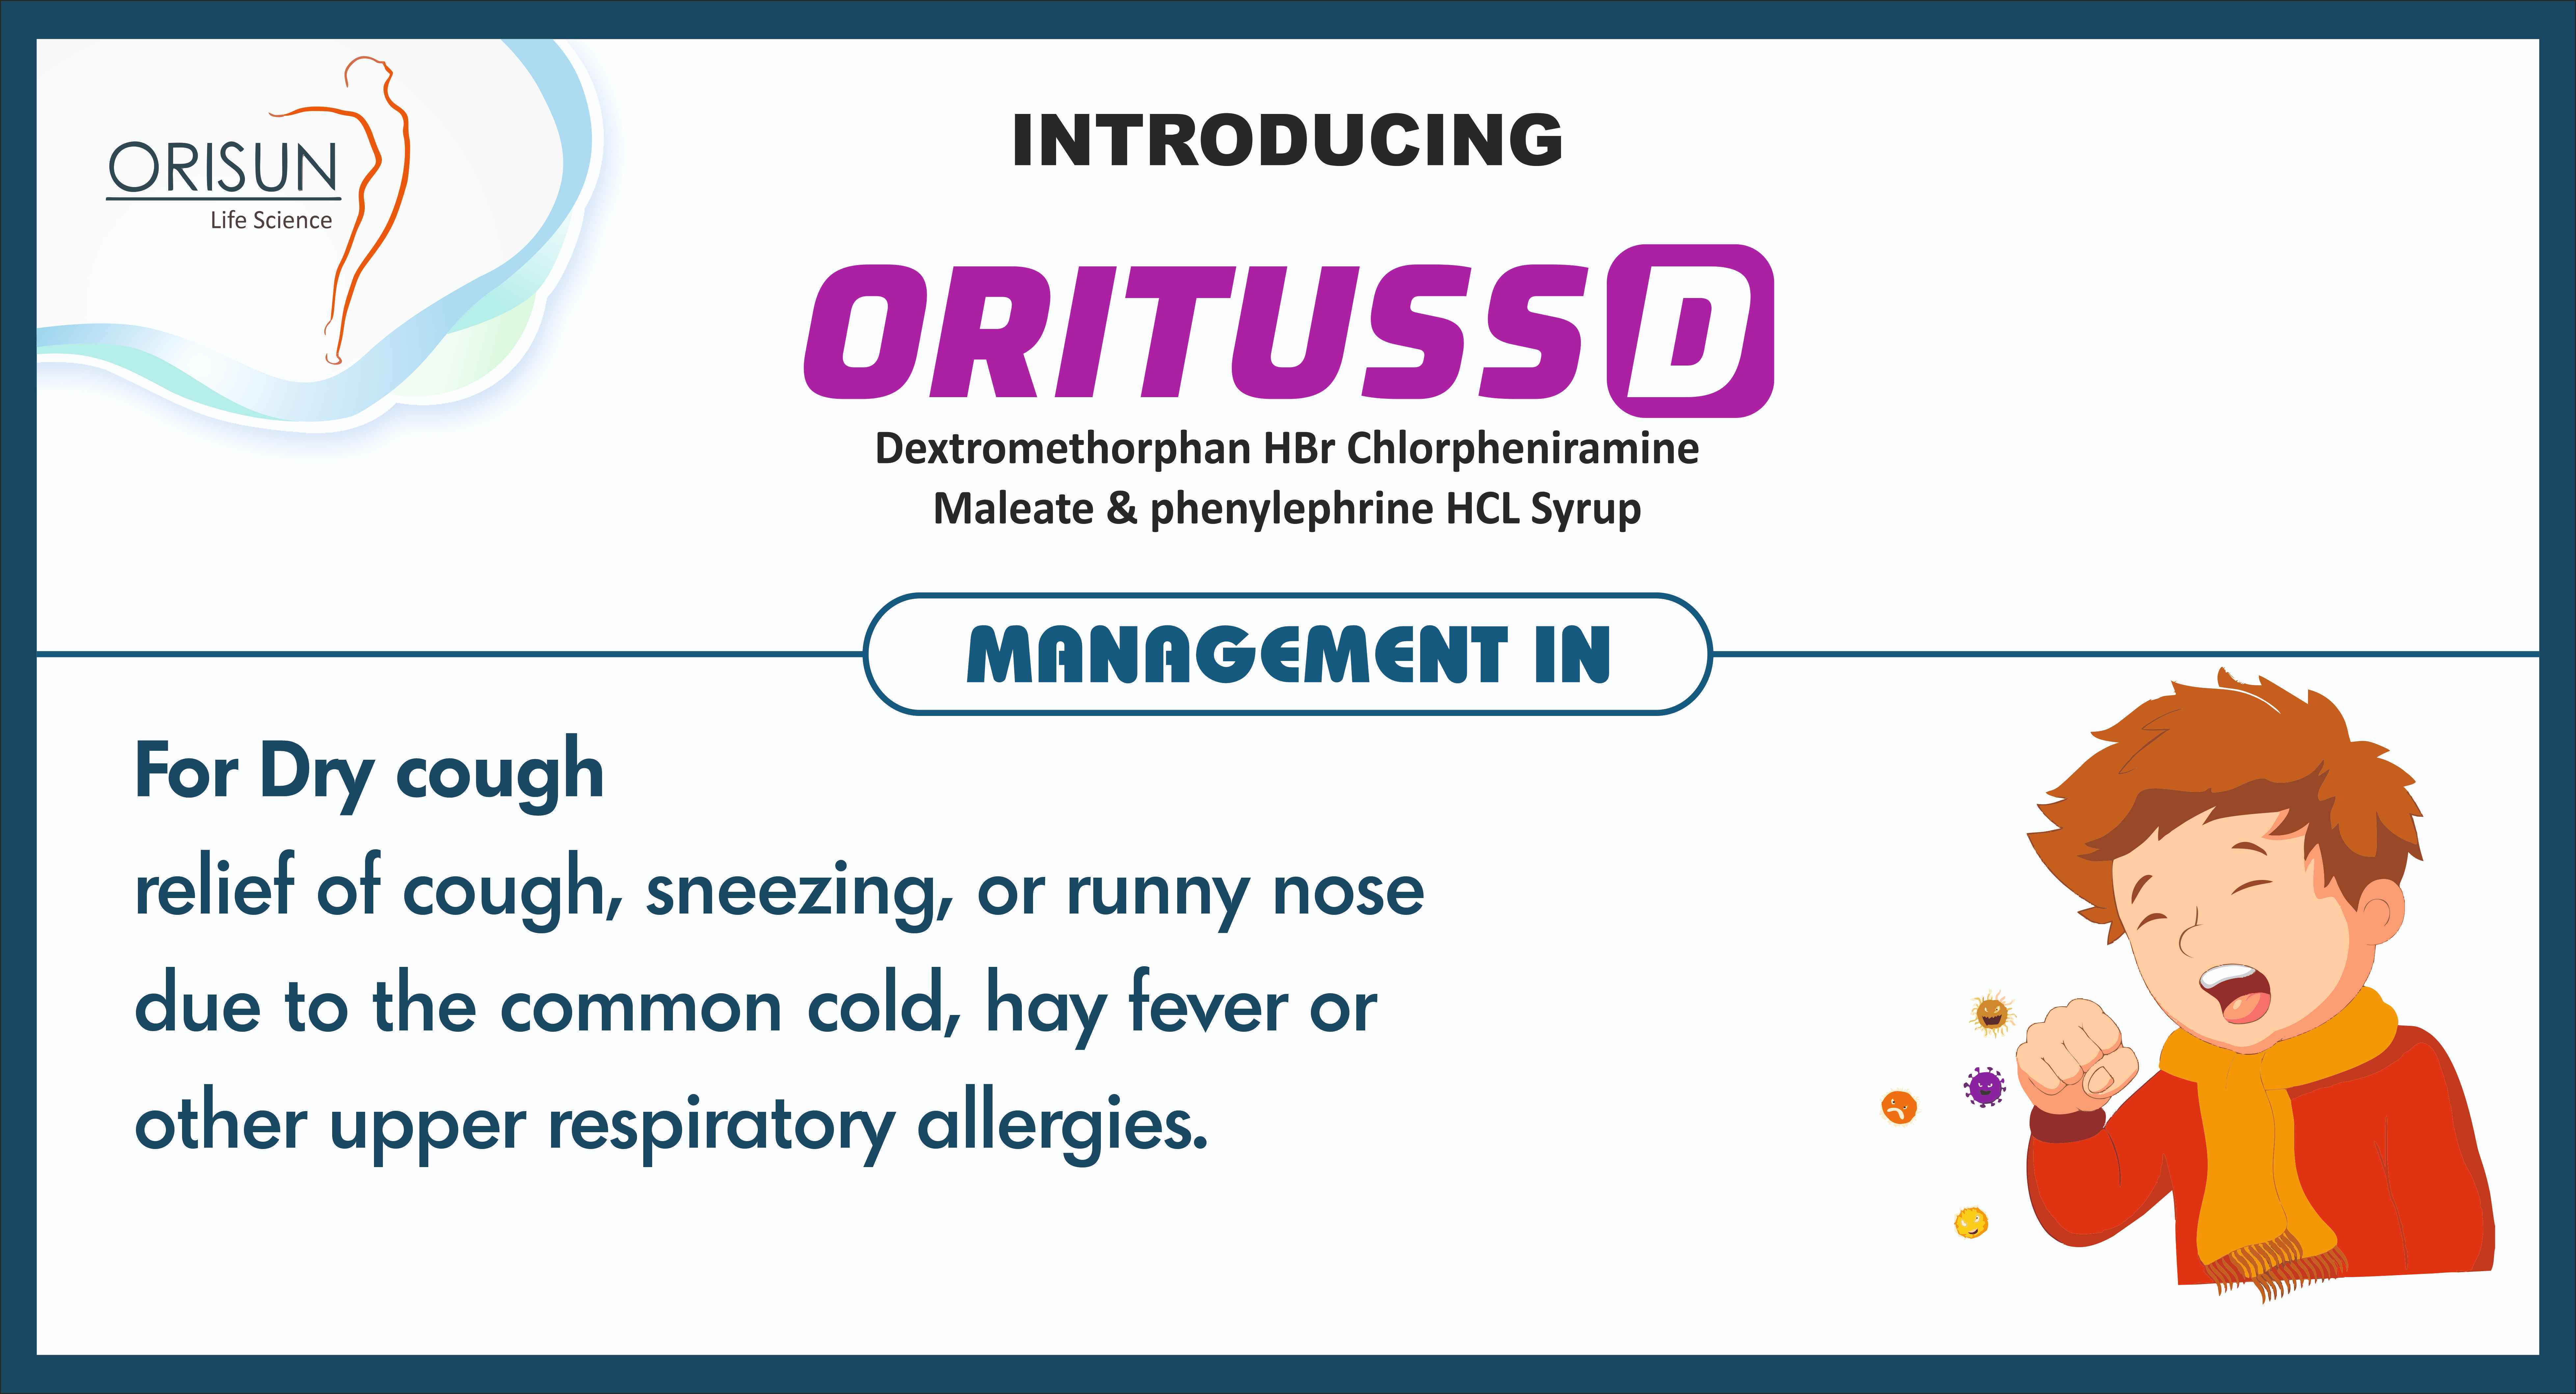 ORISUN
Life Science
INTRODUCING
ORITUSS D
Dextromethorphan HBr Chlorpheniramine
Maleate & phenylephrine HCL Syrup
MANAGEMENT IN
For Dry cough
relief of cough, sneezing, or runny nose
due to the common cold, hay fever or
other upper respiratory allergies.